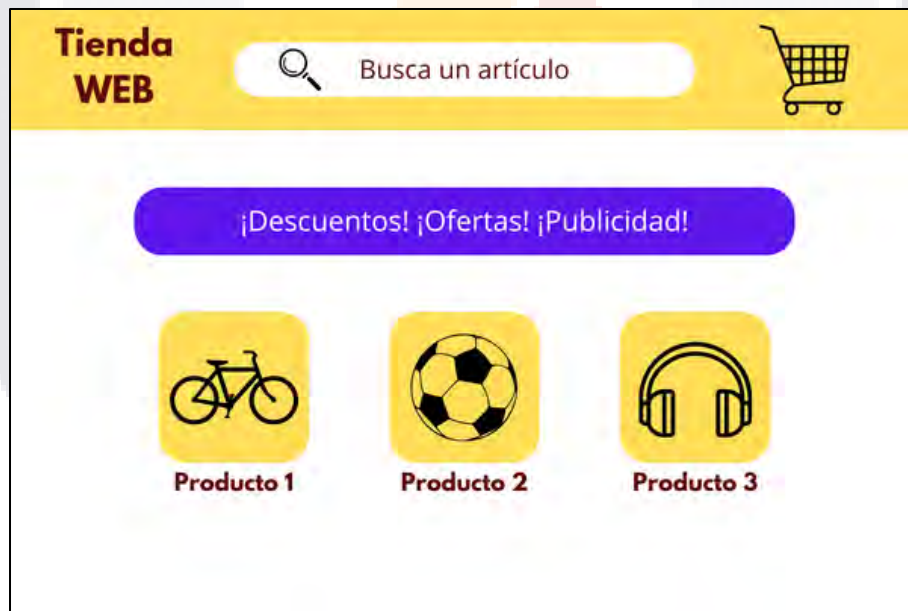 Tienda
WEB
Busca un artículo
¡Descuentos! ¡Ofertas! ¡Publicidad!
Producto 1
Producto 2
Producto 3